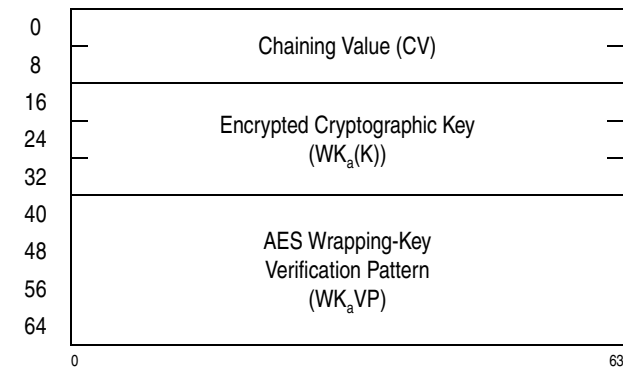 0
Chaining Value (CV)
8
16
Encrypted Cryptographic Key
24
(WKa(K))
32
40
AES Wrapping-Key
48
Verification Pattern
56
(WKaVP)
64
0 63